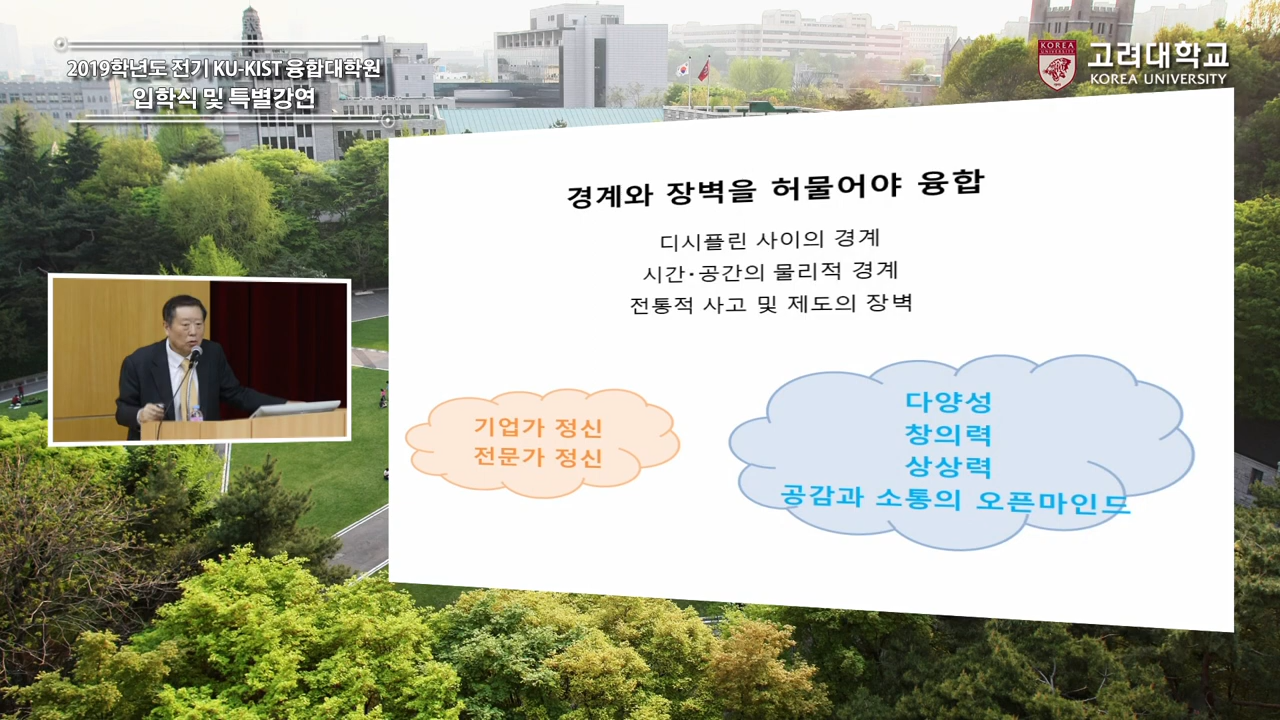 2019학년도 전기 KU-KIST 융합대학원
입학식 및 특별강연
KOREA
UNIVERSITY
고려대학교
KOREA UNIVERSITY
경계와 장벽을 허물어야 융합
디시플린 사이의 경계
시간·공간의 물리적 경계
전통적 사고 및 제도의 장벽
기업가 정신
전문가 정신
다양성
창의력
상상력
공감과 소통의 오픈마인드